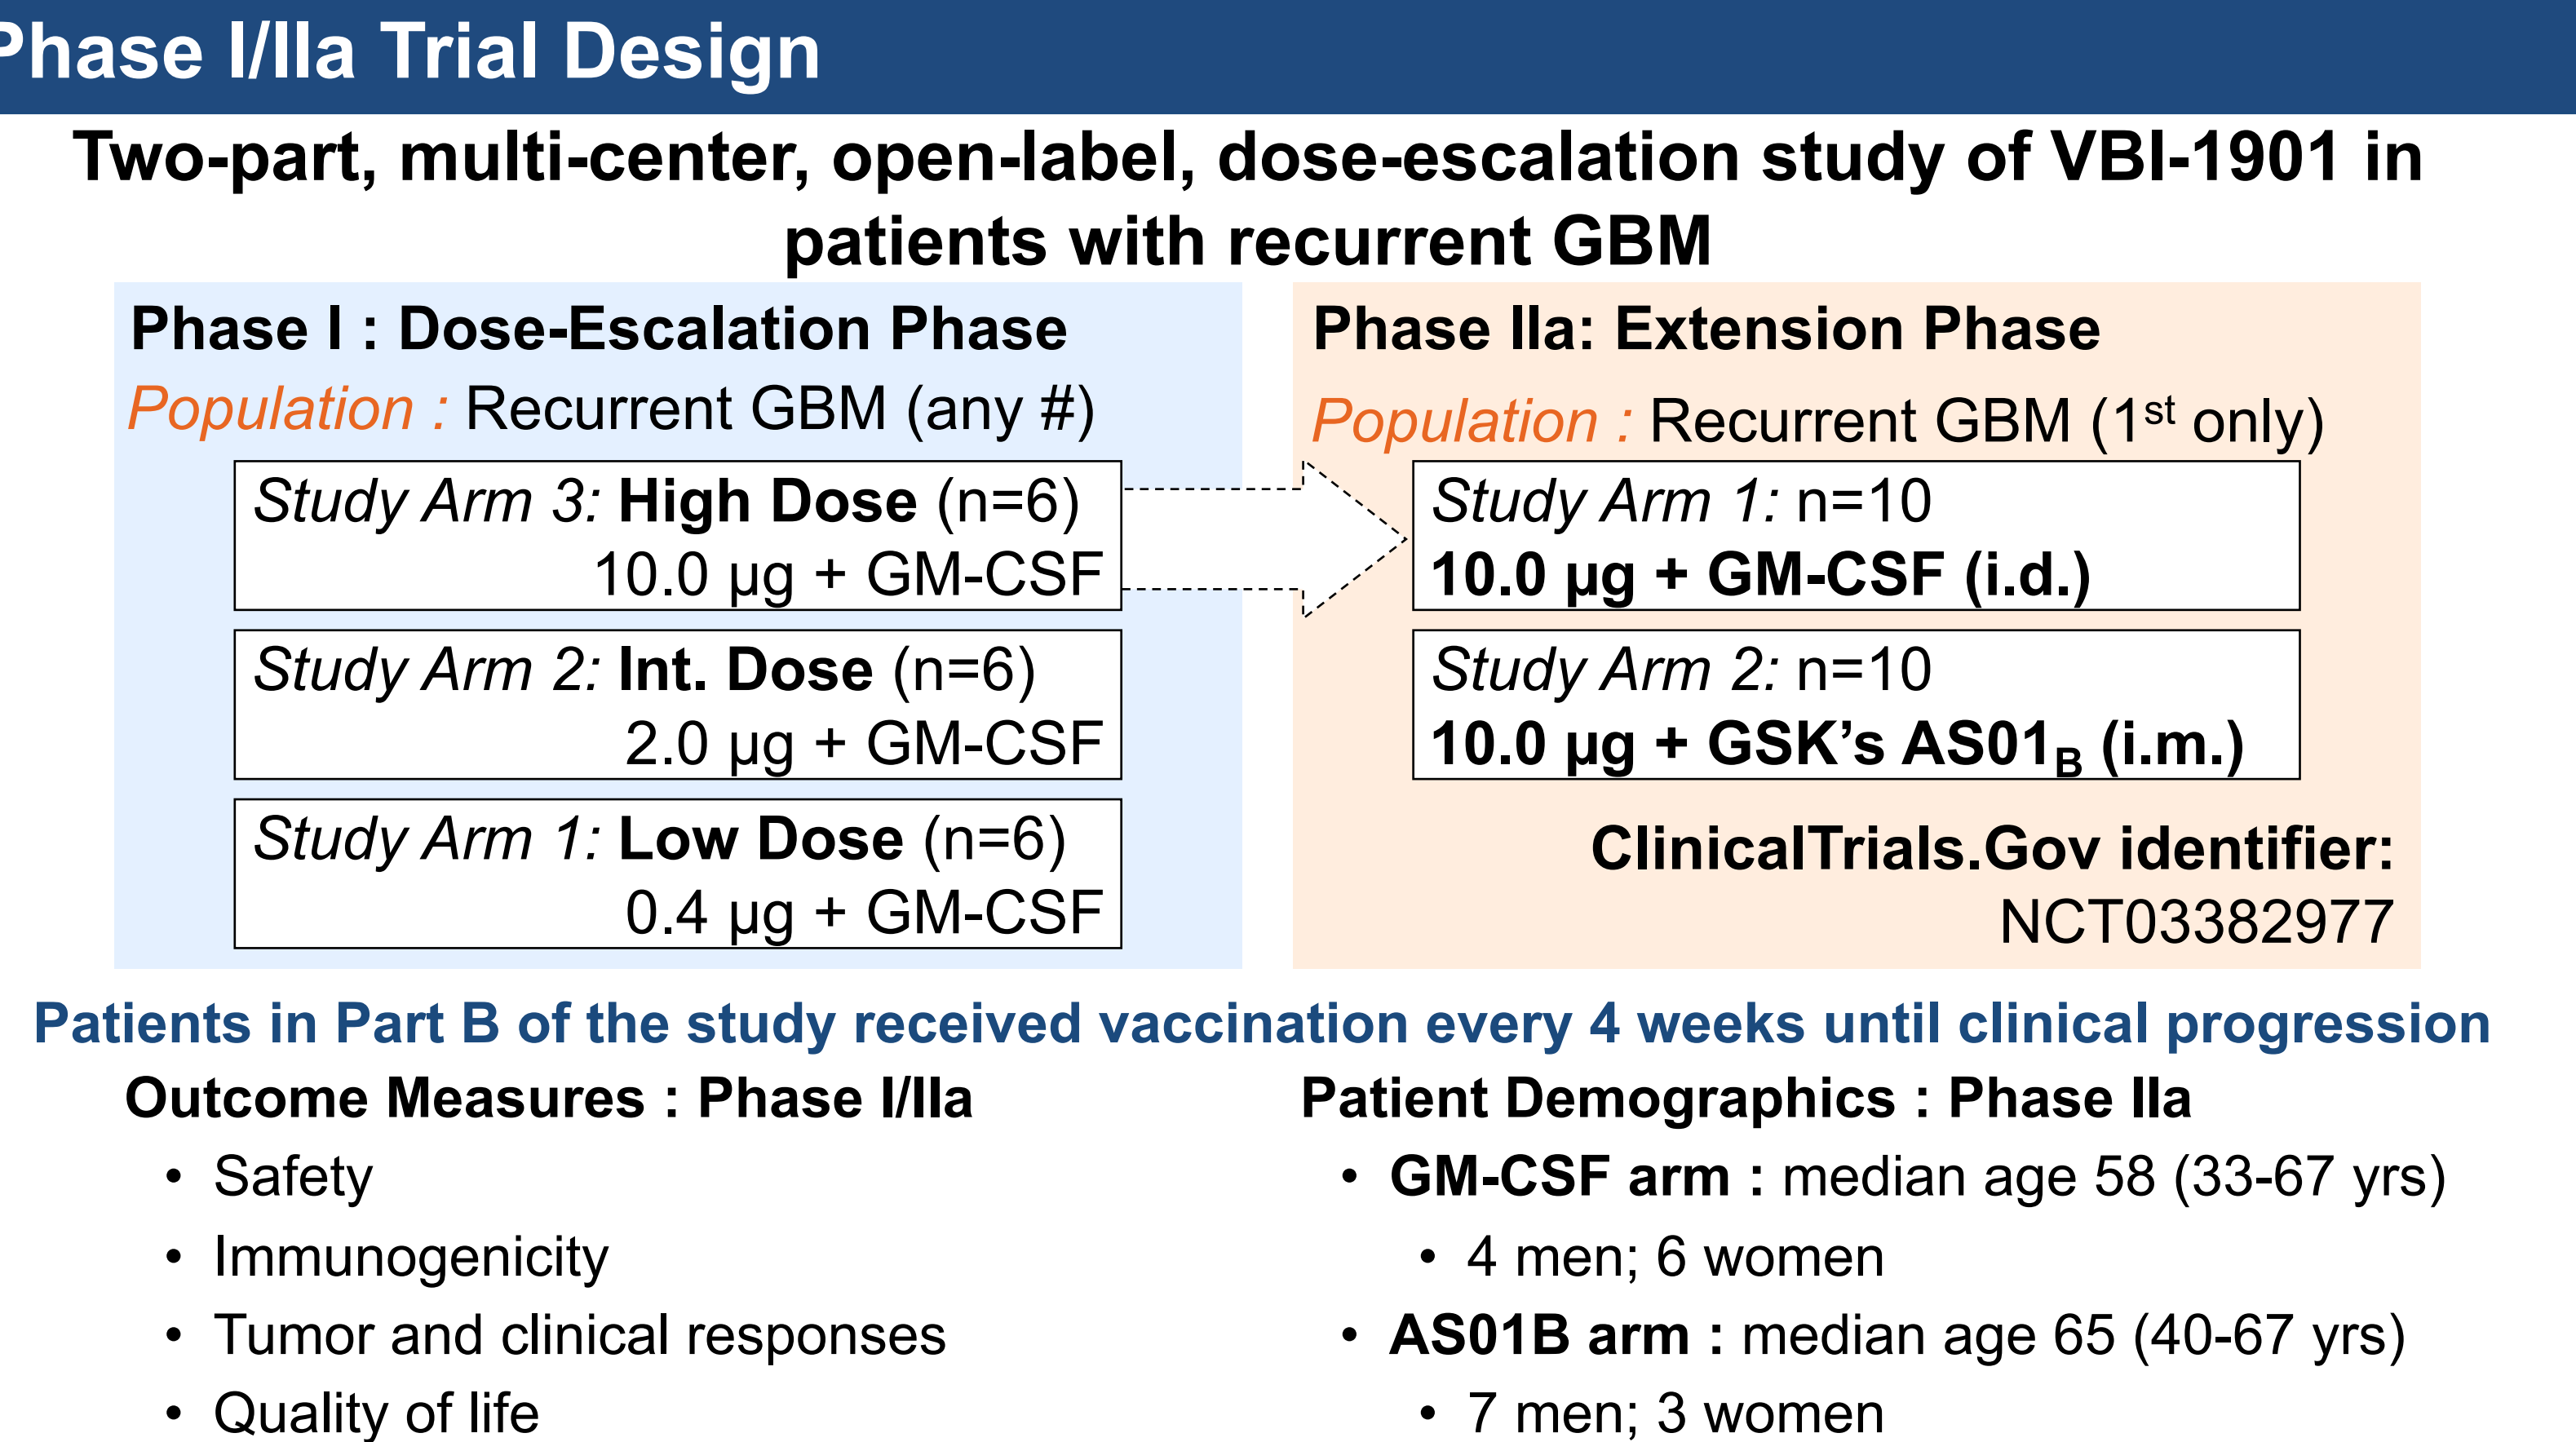 Phase I/IIa Trial Design
Two-part, multi-center, open-label, dose-escalation study of VBI-1901 in
patients with recurrent GBM
Phase I : Dose-Escalation Phase
Population : Recurrent GBM (any #)
Study Arm 3: High Dose (n=6)
10.0 µg + GM-CSF
Study Arm 2: Int. Dose (n=6)
2.0 µg + GM-CSF
Study Arm 1: Low Dose (n=6)
0.4 µg + GM-CSF
Phase IIa: Extension Phase
Population : Recurrent GBM (1st only)
Study Arm 1: n=10
10.0 µg + GM-CSF (i.d.)
Study Arm 2: n=10
10.0 µg + GSK’s AS01B (i.m.)
ClinicalTrials.Gov identifier:
NCT03382977
Patients in Part B of the study received vaccination every 4 weeks until clinical progression
Outcome Measures : Phase I/IIa
• Safety
• Immunogenicity
• Tumor and clinical responses
• Quality of life
Patient Demographics : Phase IIa
• GM-CSF arm : median age 58 (33-67 yrs)
• 4 men; 6 women
• AS01B arm : median age 65 (40-67 yrs)
• 7 men; 3 women